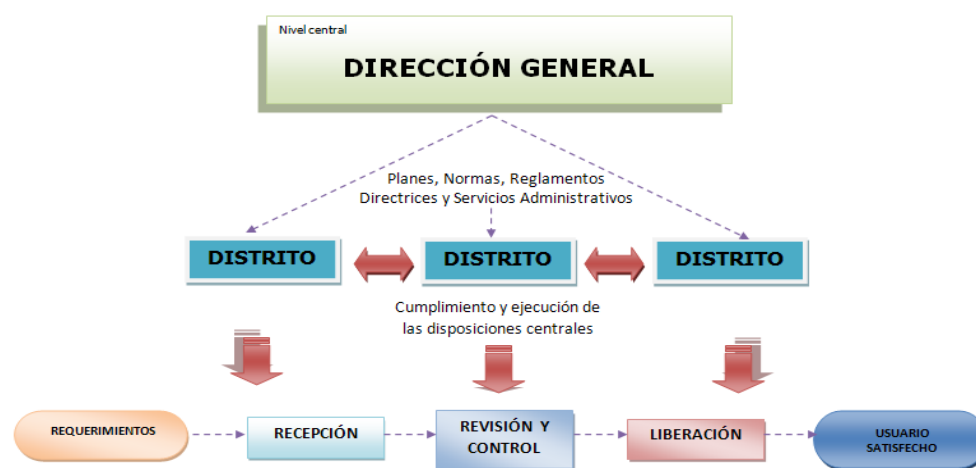 Nivel central
DIRECCIÓN GENERAL
Planes, Normas, Reglamentos
Directrices y Servicios Administrativos
DISTRITO
DISTRITO
DISTRITO
Cumplimiento y ejecución de
las disposiciones centrales
REQUERIMIENTOS
RECEPCIÓN
REVISIÓN Y
CONTROL
LIBERACIÓN
USUARIO
SATISFECHO